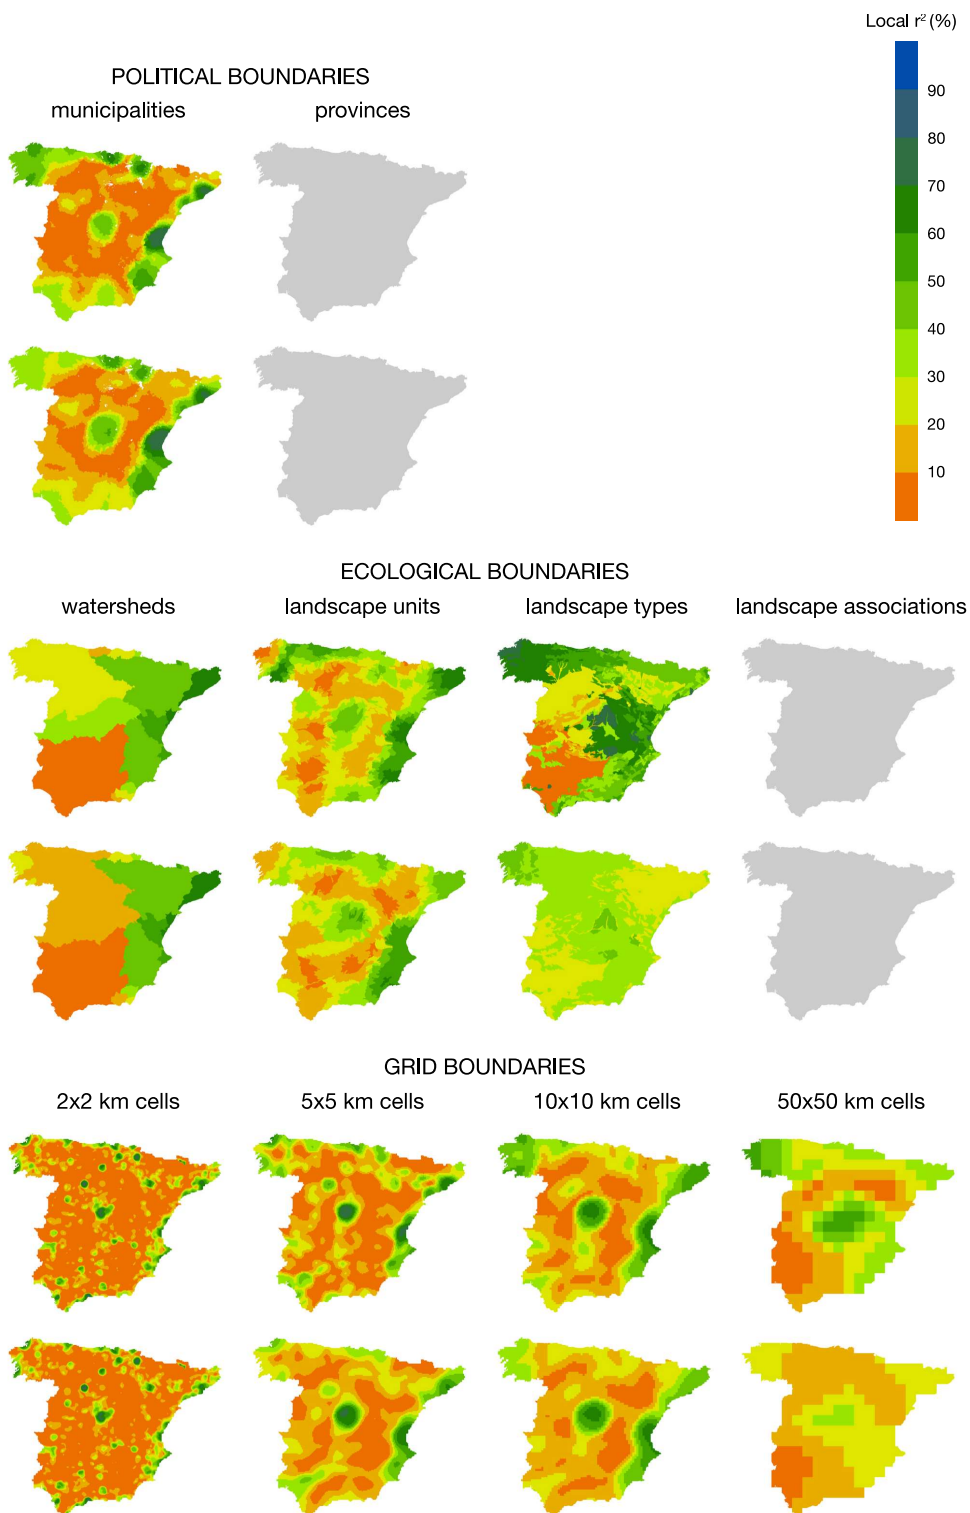 Local r² (%)
90
80
70
60
50
40
30
20
10
POLITICAL BOUNDARIES
municipalities
provinces
ECOLOGICAL BOUNDARIES
watersheds
landscape units
landscape types
landscape associations
GRID BOUNDARIES
2x2 km cells
5x5 km cells
10x10 km cells
50x50 km cells